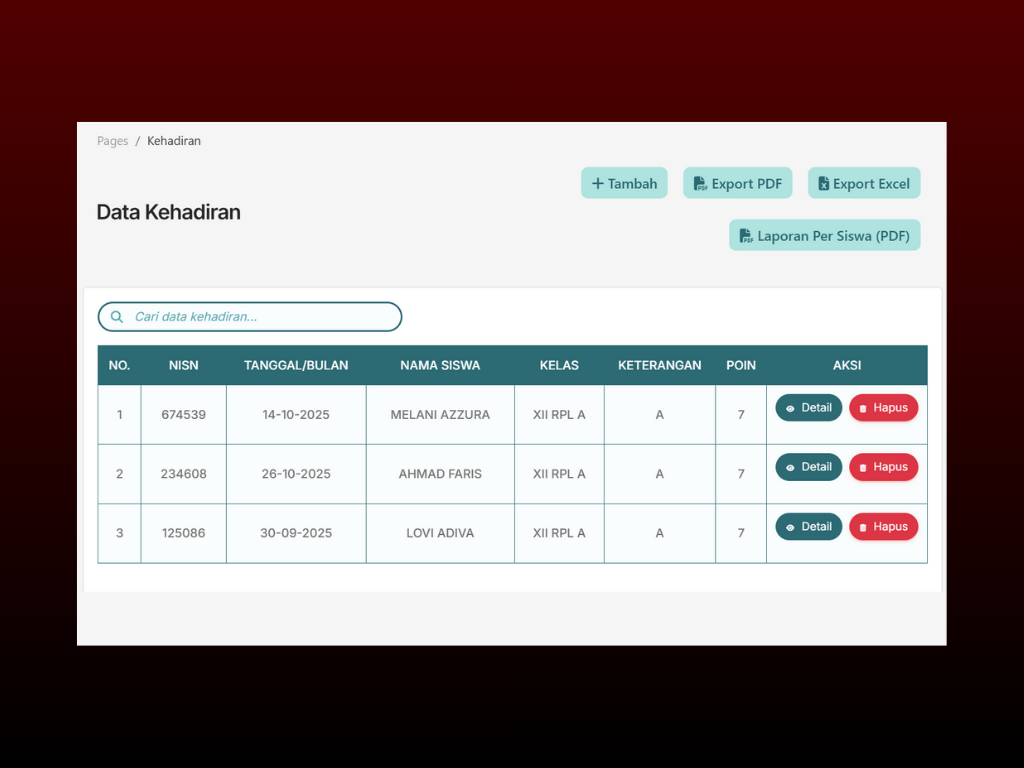 Pages / Kehadiran
+ Tambah Export PDF Export Excel
Data Kehadiran
Laporan Per Siswa (PDF)
Cari data kehadiran...
NO. NISN TANGGAL/BULAN NAMA SISWA KELAS KETERANGAN POIN AKSI
1 674539 14-10-2025 MELANI AZZURA XII RPL A A 7 Detail Hapus
2 234608 26-10-2025 AHMAD FARIS XII RPL A A 7 Detail Hapus
3 125086 30-09-2025 LOVI ADIVA XII RPL A A 7 Detail Hapus